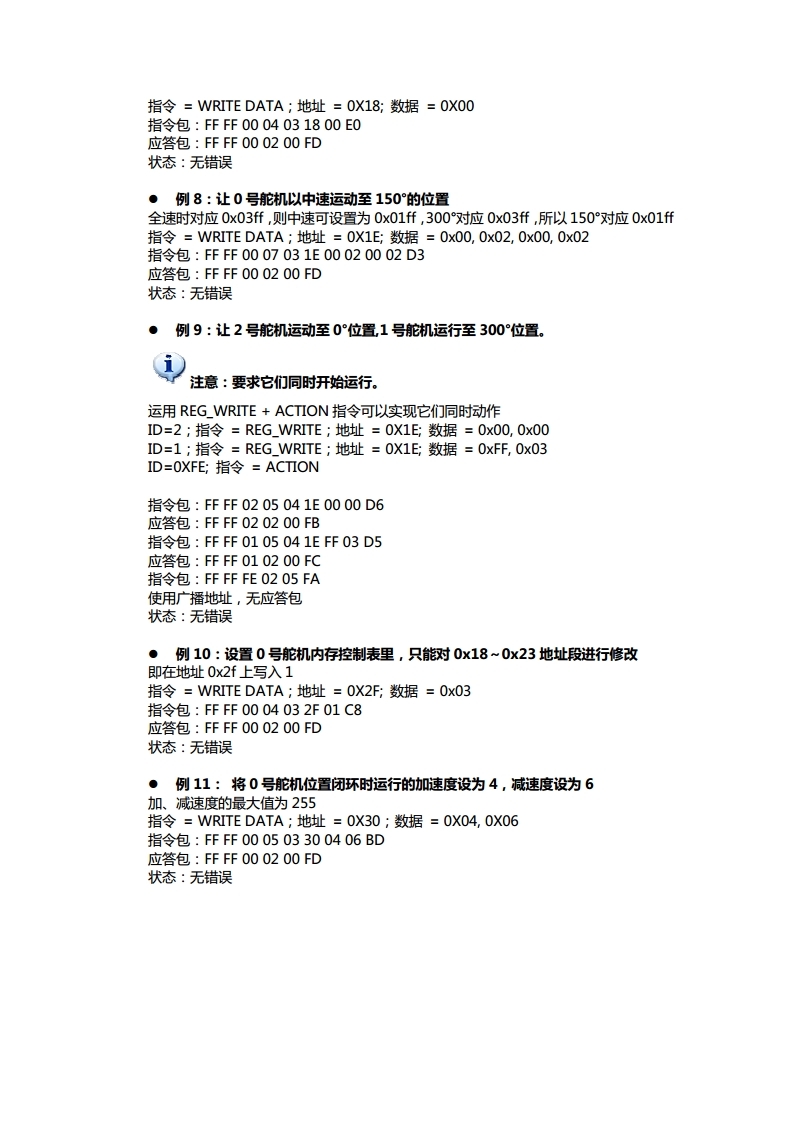 指令 = WRITE DATA；地址 = 0X18; 数据 = 0X00
指令包：FF FF 00 04 03 18 00 E0
应答包：FF FF 00 02 00 FD
状态：无错误
● 例 8：让 0 号舵机以中速运动至 150°的位置
全速时对应 0x03ff ,则中速可设置为 0x01ff ,300°对应 0x03ff ,所以 150°对应 0x01ff
指令 = WRITE DATA；地址 = 0X1E; 数据 = 0x00, 0x02, 0x00, 0x02
指令包：FF FF 00 07 03 1E 00 02 00 02 D3
应答包：FF FF 00 02 00 FD
状态：无错误
● 例 9：让 2 号舵机运动至 0°位置,1 号舵机运行至 300°位置。
注意：要求它们同时开始运行。
运用 REG_WRITE + ACTION 指令可以实现它们同时动作
ID=2；指令 = REG_WRITE；地址 = 0X1E; 数据 = 0x00, 0x00
ID=1；指令 = REG_WRITE；地址 = 0X1E; 数据 = 0xFF, 0x03
ID=0XFE; 指令 = ACTION
指令包：FF FF 02 05 04 1E 00 00 D6
应答包：FF FF 02 02 00 FB
指令包：FF FF 01 05 04 1E FF 03 D5
应答包：FF FF 01 02 00 FC
指令包：FF FF FE 02 05 FA
使用广播地址，无应答包
状态：无错误
● 例 10：设置 0 号舵机内存控制表里，只能对 0x18～0x23 地址段进行修改
即在地址 0x2f 上写入 1
指令 = WRITE DATA；地址 = 0X2F; 数据 = 0x03
指令包：FF FF 00 04 03 2F 01 C8
应答包：FF FF 00 02 00 FD
状态：无错误
● 例 11： 将 0 号舵机位置闭环时运行的加速度设为 4，减速度设为 6
加、减速度的最大值为 255
指令 = WRITE DATA；地址 = 0X30；数据 = 0X04, 0X06
指令包：FF FF 00 05 03 30 04 06 BD
应答包：FF FF 00 02 00 FD
状态：无错误